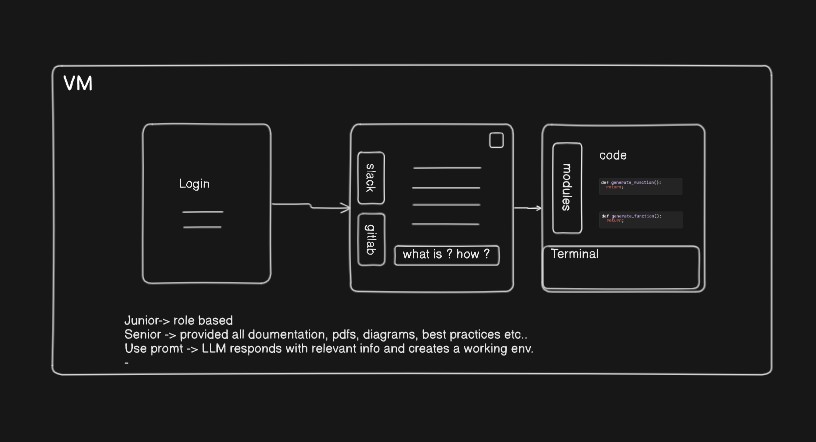 VM
Login
slack
gitlab
what is ? how ?
modules
code
def generate_function():
return;
def generate_function():
return;
Terminal
Junior-> role based
Senior -> provided all doumentation, pdfs, diagrams, best practices etc..
Use promt -> LLM responds with relevant info and creates a working env.
-